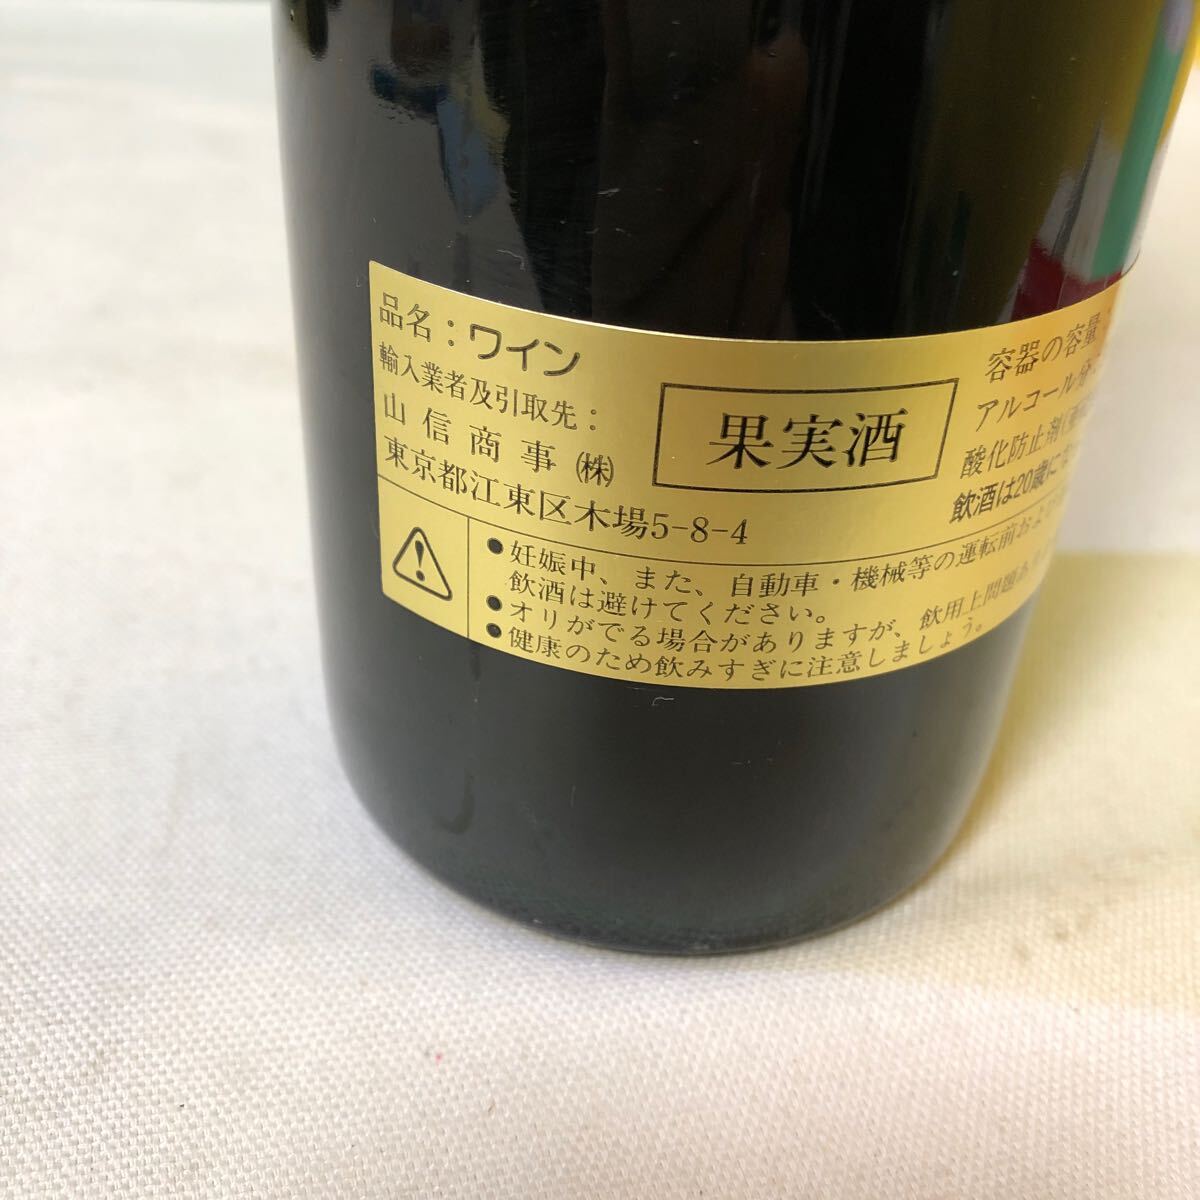 品名：ワイン
輸入業者及引取先：
山信商事㈱
東京都江東区木場5-8-4
果実酒
容器の容量
アルコール分
酸化防止剤
飲酒は20歳にな
●妊娠中、また、自動車・機械等の運転前および
飲酒は避けてください。
●オリがでる場合がありますが、飲用上問題あ
●健康のため飲みすぎに注意しましょう。